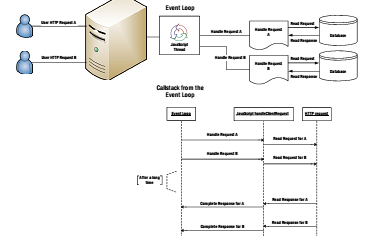 Event Loop
User HTTP Request A
User HTTP Request B
JavaScript
Thread
Handle Request A
Handle Request B
Handle Request
A
Handle Request
B
Read Request
Read Response
Read Request
Read Response
Database
Database
Callstack from the
Event Loop
Event Loop
JavaScript handleClientRequest
HTTP request
Handle Request A
Read Request for A
Handle Request B
Read Request for B
After a long
time
Read Response for A
Complete Response for A
Read Response for B
Complete Response for B